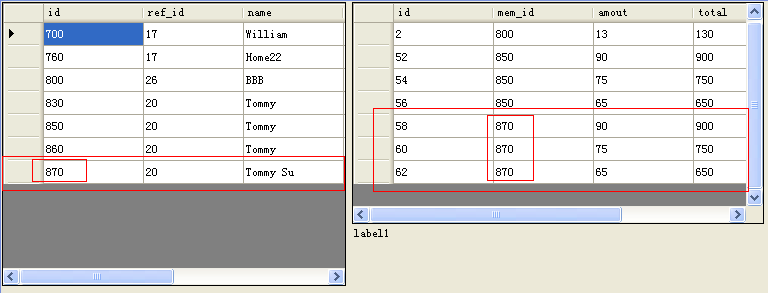 id ref_id name
700 17 William
760 17 Home22
800 26 BBB
830 20 Tommy
850 20 Tommy
860 20 Tommy
870 20 Tommy Su
id mem_id amout total
2 800 13 130
52 850 90 900
54 850 75 750
56 850 65 650
58 870 90 900
60 870 75 750
62 870 65 650
label1